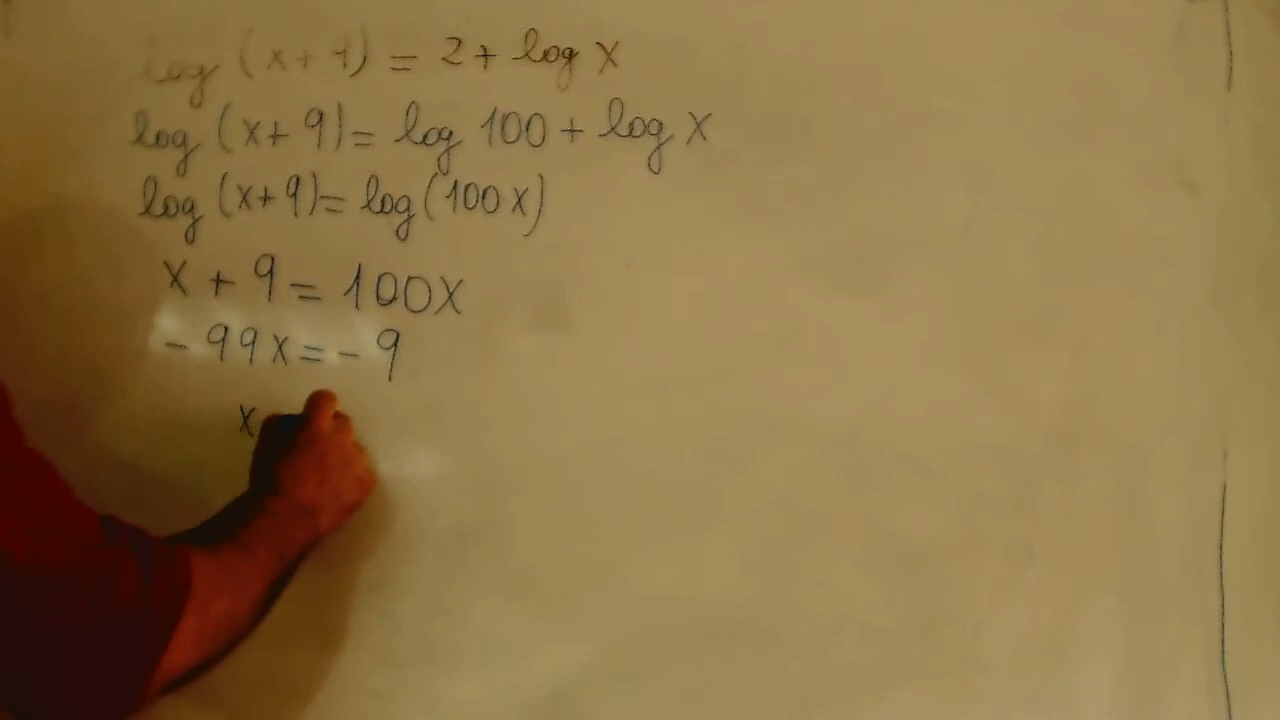 log (x+9) = 2 + log x
log (x+9) = log 100 + log x
log (x+9) = log(100x)
x + 9 = 100x
- 99x = - 9
x